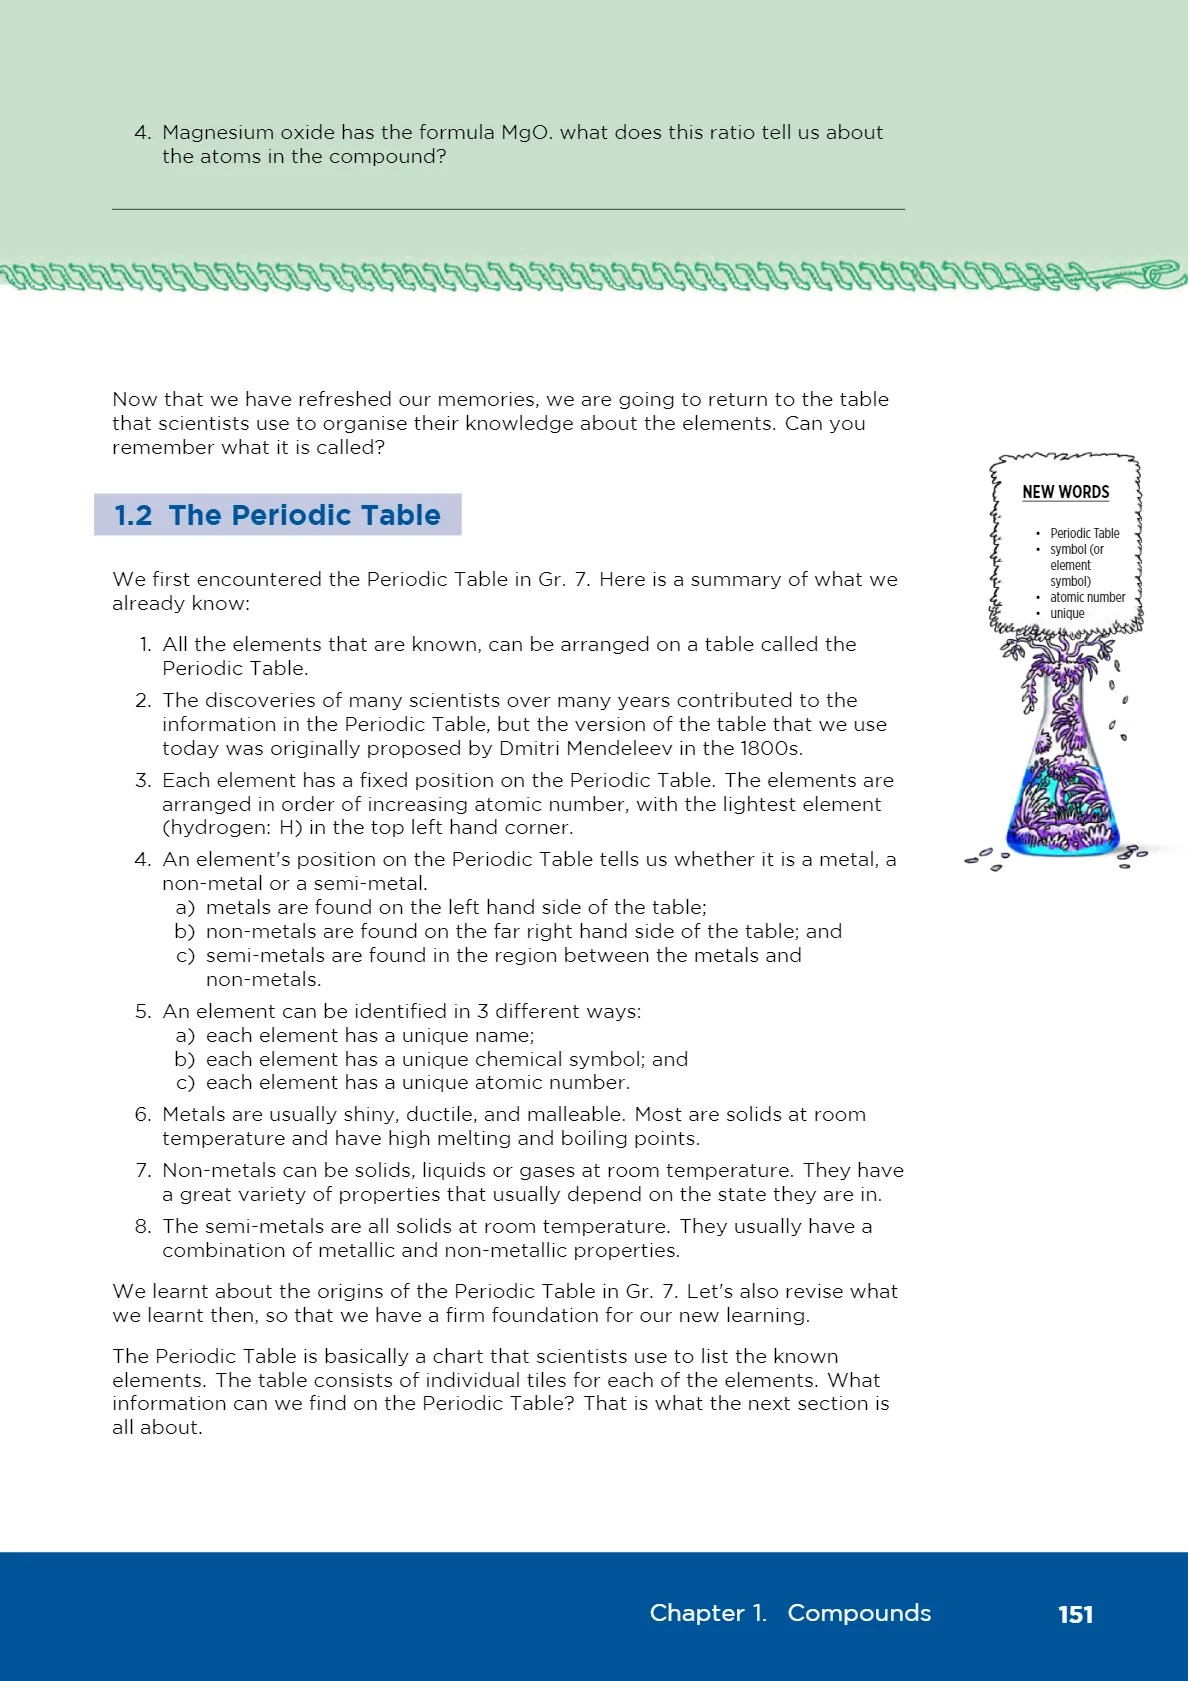 4. Magnesium oxide has the formula MgO. what does this ratio tell us about
the atoms in the compound?
Now that we have refreshed our memories, we are going to return to the table
that scientists use to organise their knowledge about the elements. Can you
remember what it is called?
1.2 The Periodic Table
We first encountered the Periodic Table in Gr. 7. Here is a summary of what we
already know:
1. All the elements that are known, can be arranged on a table called the
Periodic Table.
2. The discoveries of many scientists over many years contributed to the
information in the Periodic Table, but the version of the table that we use
today was originally proposed by Dmitri Mendeleev in the 1800s.
3. Each element has a fixed position on the Periodic Table. The elements are
arranged in order of increasing atomic number, with the lightest element
(hydrogen: H) in the top left hand corner.
4. An element's position on the Periodic Table tells us whether it is a metal, a
non-metal or a semi-metal.
a) metals are found on the left hand side of the table;
b) non-metals are found on the far right hand side of the table; and
c) semi-metals are found in the region between the metals and
non-metals.
5. An element can be identified in 3 different ways:
a) each element has a unique name;
b) each element has a unique chemical symbol; and
c) each element has a unique atomic number.
6. Metals are usually shiny, ductile, and malleable. Most are solids at room
temperature and have high melting and boiling points.
7. Non-metals can be solids, liquids or gases at room temperature. They have
a great variety of properties that usually depend on the state they are in.
8. The semi-metals are all solids at room temperature. They usually have a
combination of metallic and non-metallic properties.
We learnt about the origins of the Periodic Table in Gr. 7. Let's also revise what
we learnt then, so that we have a firm foundation for our new learning.
The Periodic Table is basically a chart that scientists use to list the known
elements. The table consists of individual tiles for each of the elements. What
information can we find on the Periodic Table? That is what the next section is
all about.
NEW WORDS
• Periodic Table
• symbol (or
element
symbol)
• atomic number
• unique
Chapter 1. Compounds 151